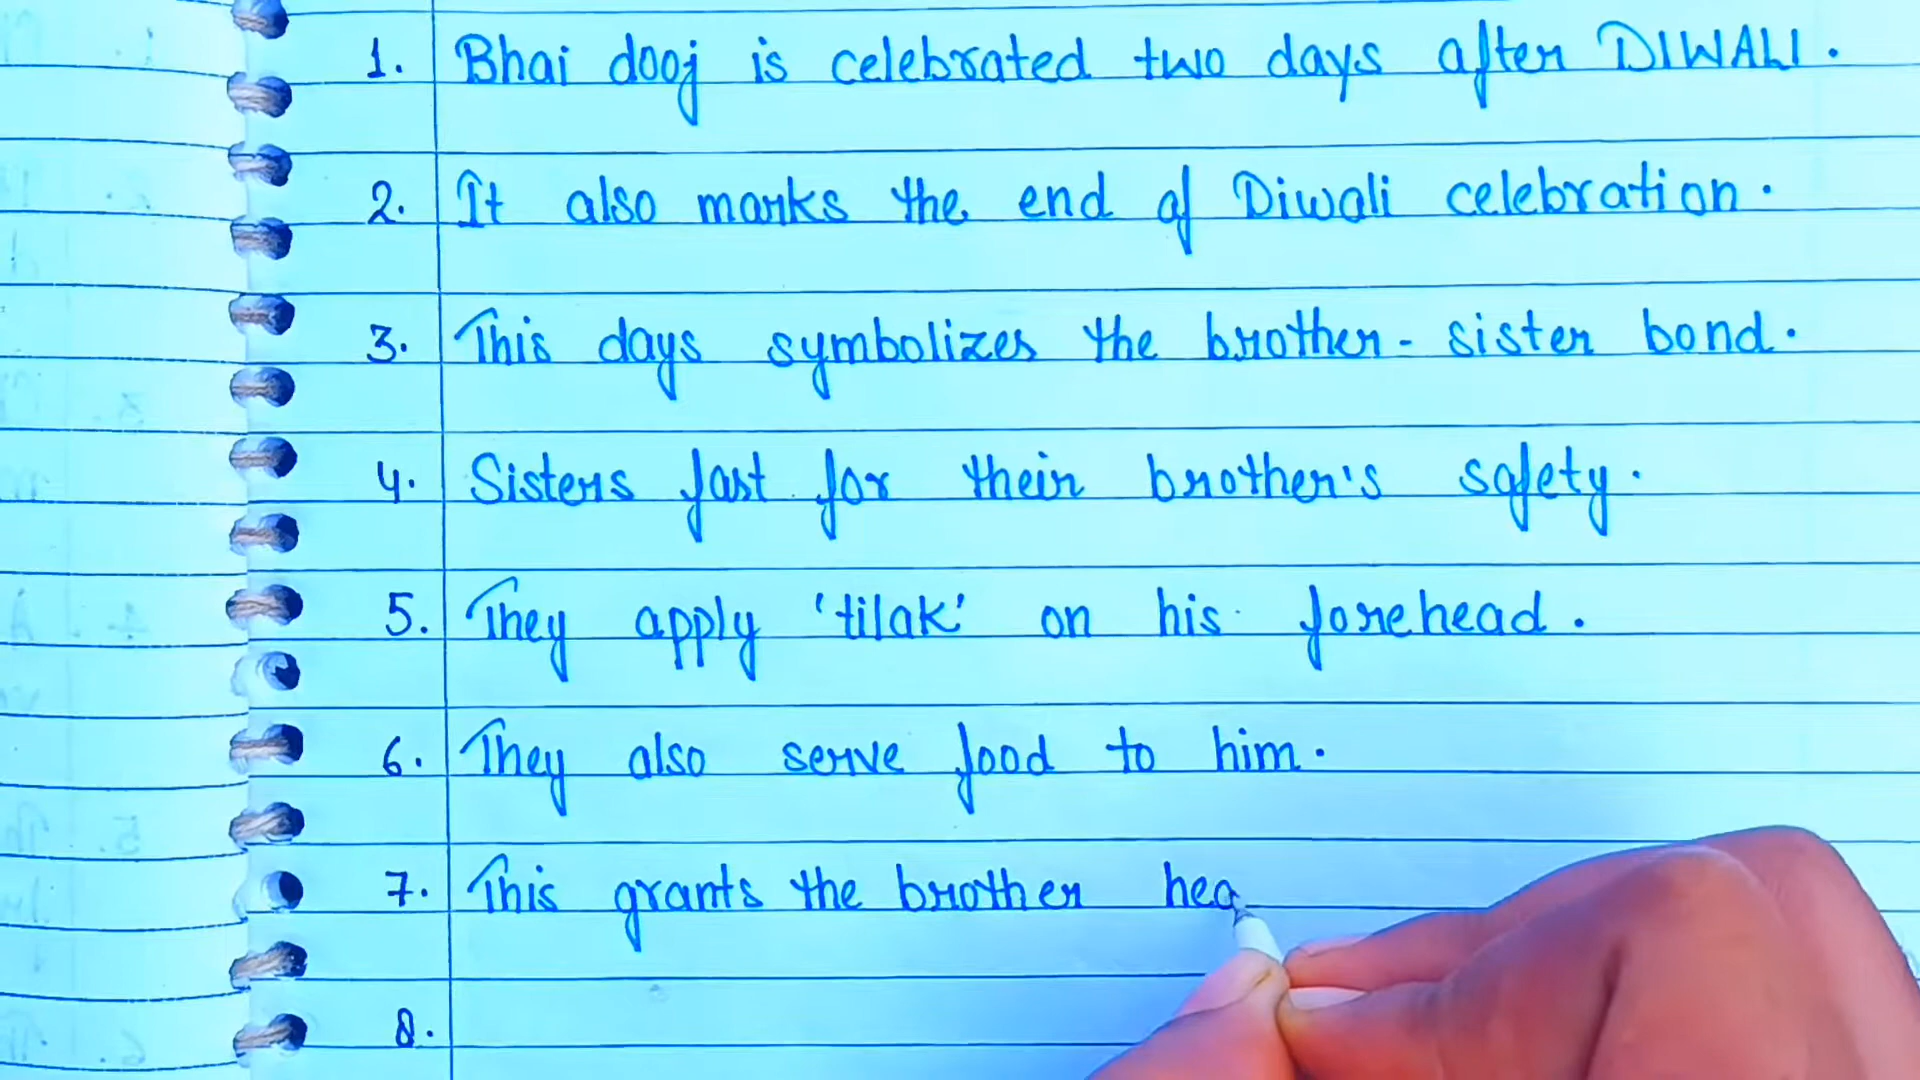 1. Bhai dooj is celebrated two days after DIWALI.
2. It also marks the end of Diwali celebration.
3. This days symbolizes the brother-sister bond.
4. Sisters fast for their brother's safety.
5. They apply 'tilak' on his forehead.
6. They also serve food to him.
7. This grants the brother hea
8.